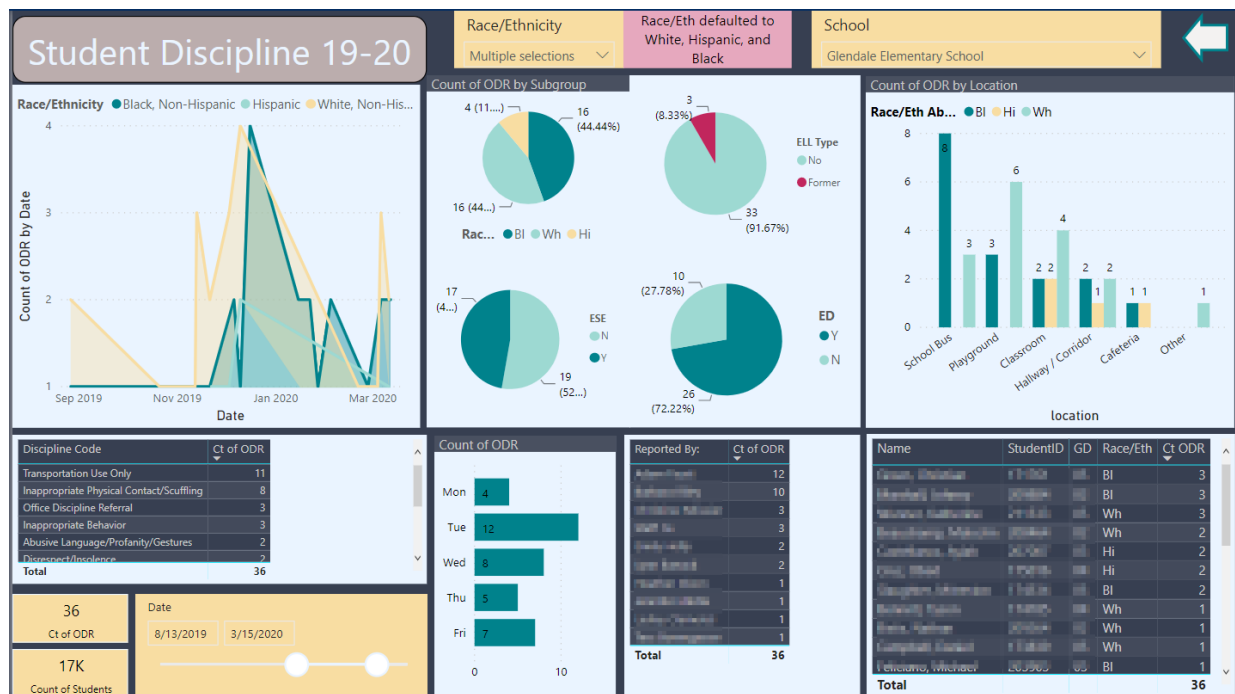 Student Discipline 19-20
Race/Ethnicity
Multiple selections
Race/Eth defaulted to
White, Hispanic, and
Black
School
Glendale Elementary School
Race/Ethnicity Black, Non-Hispanic Hispanic White, Non-His...
Count of ODR by Date
4
3
2
1
Sep 2019 Nov 2019 Jan 2020 Mar 2020
Date
Count of ODR by Subgroup
4 (11....)
16
(44.44%)
16 (44...)
Rac... Bl Wh Hi
3
(8.33%)
33
(91.67%)
ELL Type
No
Former
17
(4...)
19
(52...)
ESE
N
Y
10
(27.78%)
26
(72.22%)
ED
Y
N
Count of ODR by Location
Race/Eth Ab... Bl Hi Wh
8
6
4
2
0
8 3 3 6 2 2 4 2 1 2 1 1 1
School Bus Playground Classroom Hallway / Corridor Cafeteria Other
location
Discipline Code Ct of ODR
Transportation Use Only 11
Inappropriate Physical Contact/Scuffling 8
Office Discipline Referral 3
Inappropriate Behavior 3
Abusive Language/Profanity/Gestures 2
Disrespect/Insolence 2
Total 36
36
Ct of ODR
17K
Count of Students
Date
8/13/2019 3/15/2020
Count of ODR
Mon 4
Tue 12
Wed 8
Thu 5
Fri 7
0 10
Reported By: Ct of ODR
12
10
3
3
2
2
1
1
1
1
Total 36
Name StudentID GD Race/Eth Ct ODR
Bl 3
Bl 3
Wh 3
Wh 2
Hi 2
Hi 2
Bl 2
Wh 1
Wh 1
Wh 1
Bl 1
Total 36